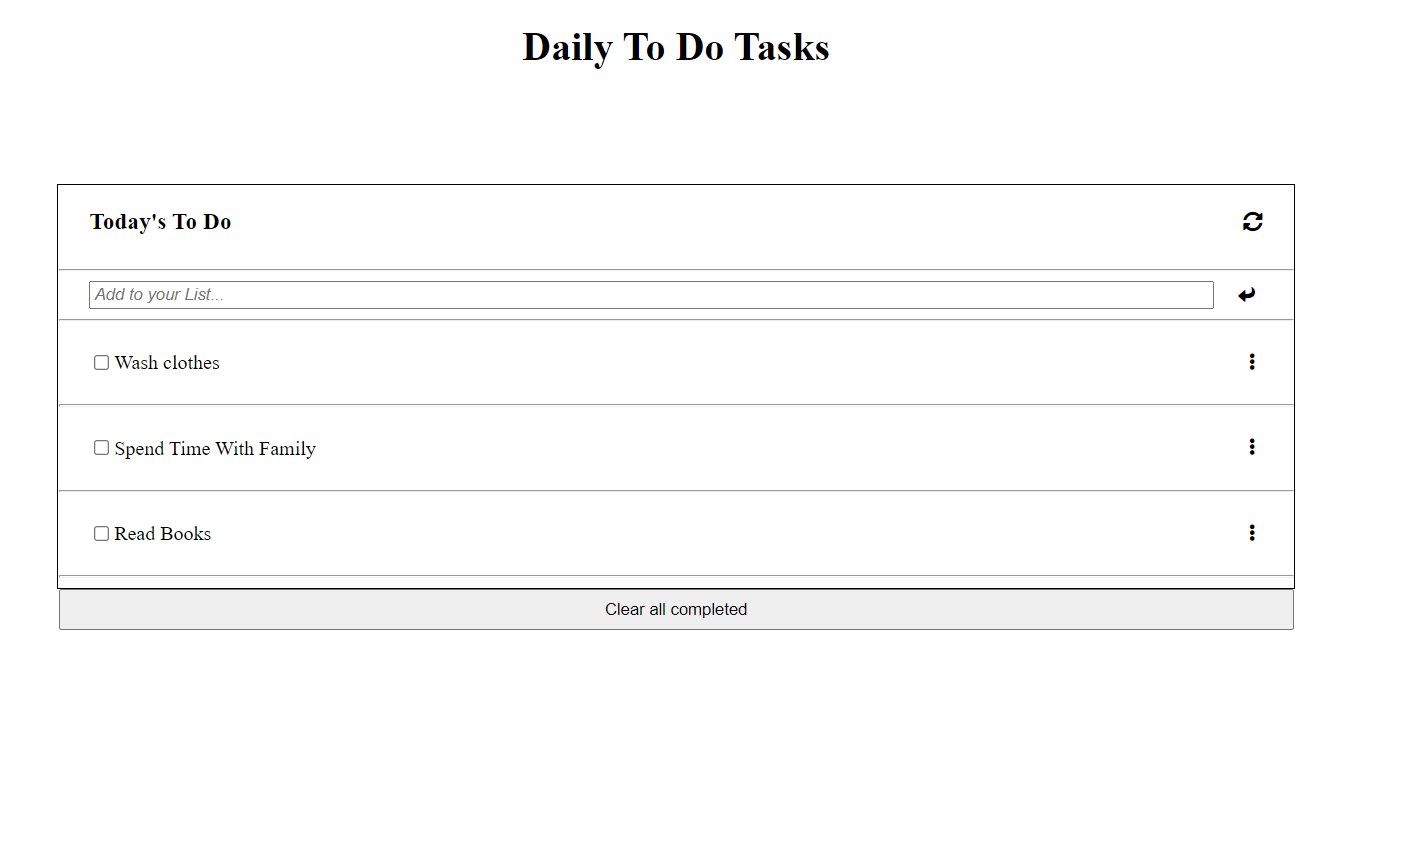 Daily To Do Tasks
Today's To Do
Add to your List...
Wash clothes
Spend Time With Family
Read Books
Clear all completed